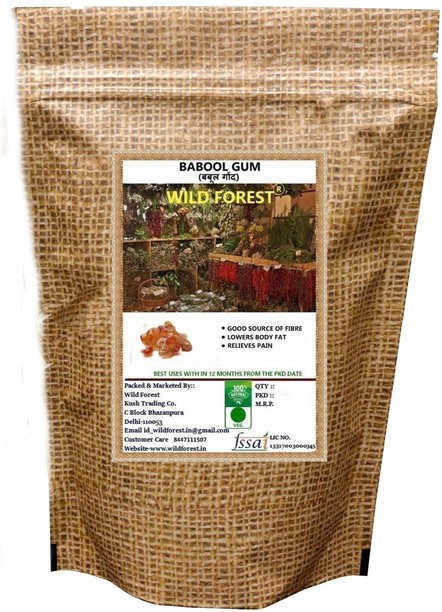 BABOOL GUM
(बबूल गोंद)
WILD FOREST®
• GOOD SOURCE OF FIBRE
• LOWERS BODY FAT
• RELIEVES PAIN
BEST USES WITH IN 12 MONTHS FROM THE PKD DATE
Packed & Marketed By::
Wild Forest
Kush Trading Co.
C Block Bhazanpura
Delhi-110053
Email id_wildforest.in@gmail.com
Customer Care 8447111507
Website-www.wildforest.in
100%
NATURAL
VEG
QTY ::
PKD ::
M.R.P.
fssai LIC NO.
13317003000345